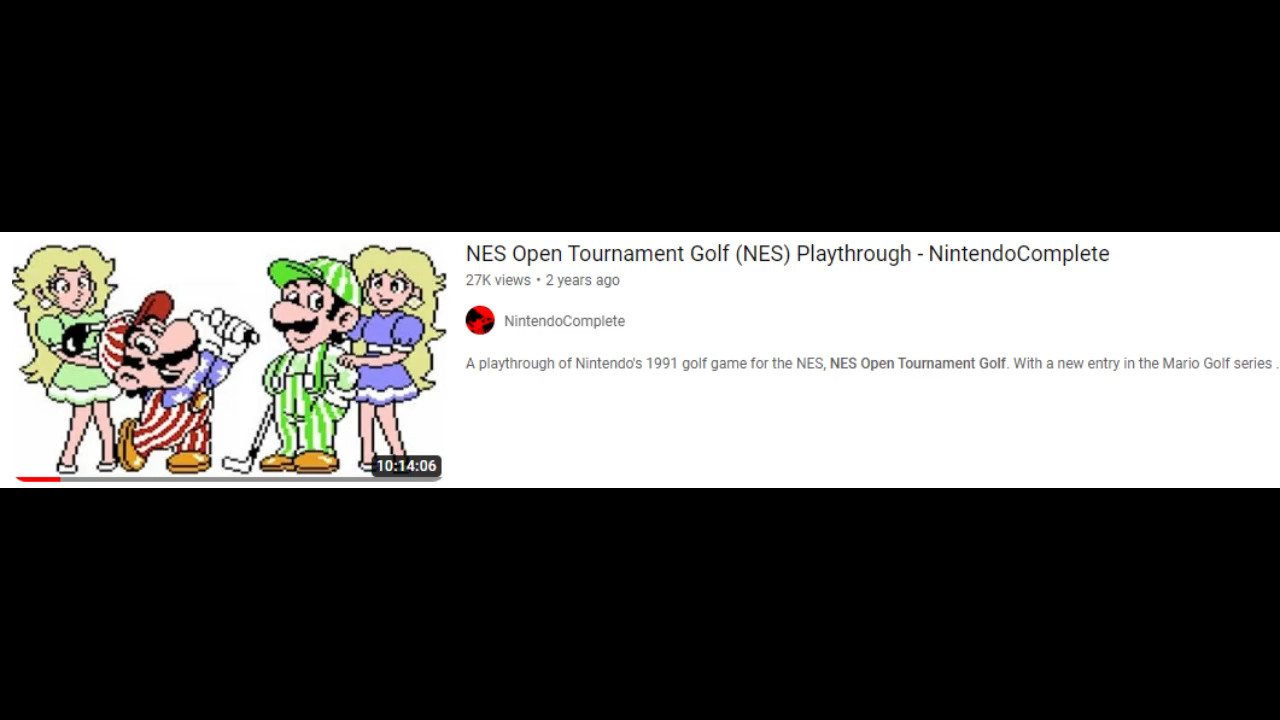 NES Open Tournament Golf (NES) Playthrough - NintendoComplete
27K views • 2 years ago
NintendoComplete
A playthrough of Nintendo's 1991 golf game for the NES, NES Open Tournament Golf. With a new entry in the Mario Golf series .
10:14:06